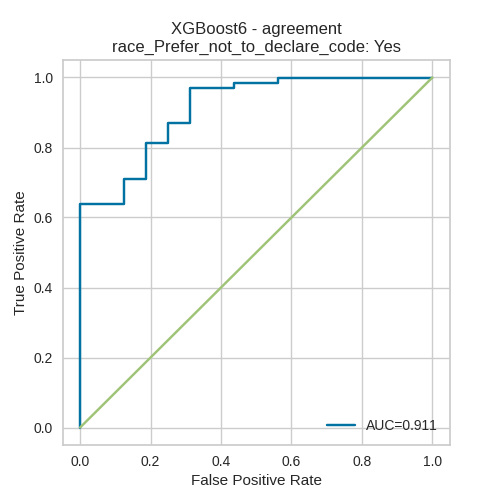 XGBoost6 - agreement
race_Prefer_not_to_declare_code: Yes
1.0
0.8
0.6
0.4
0.2
0.0
True Positive Rate
AUC=0.911
0.0 0.2 0.4 0.6 0.8 1.0
False Positive Rate